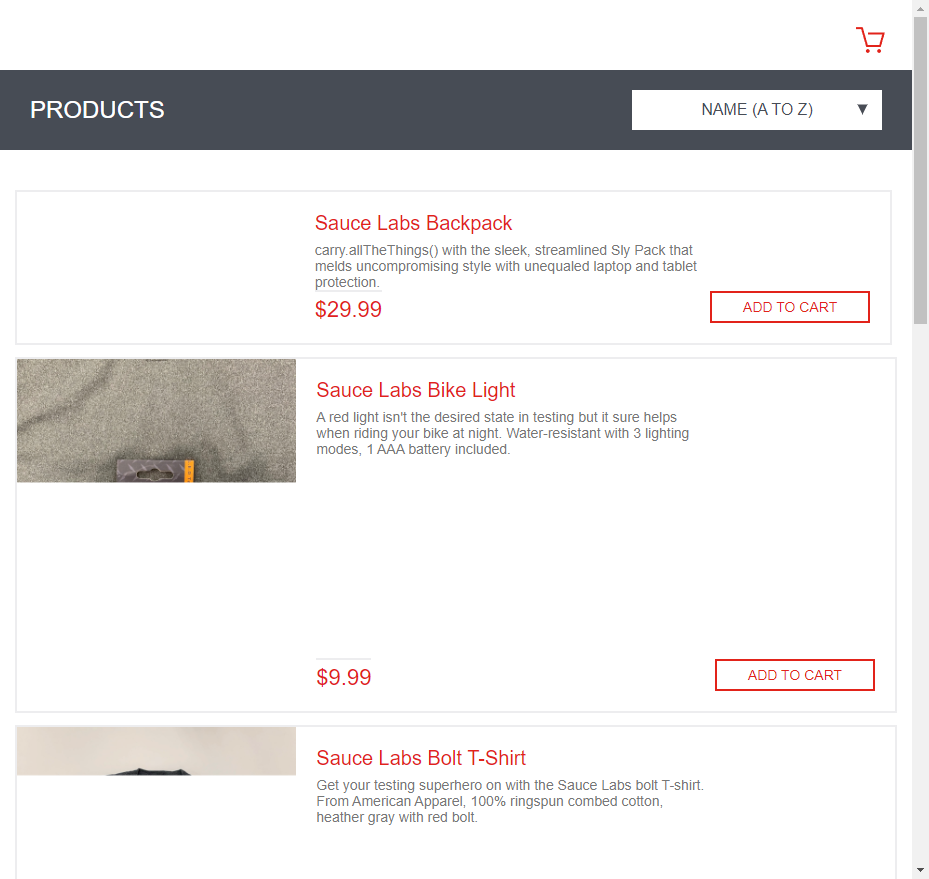 PRODUCTS
NAME (A TO Z)
Sauce Labs Backpack
carry.allTheThings() with the sleek, streamlined Sly Pack that
melds uncompromising style with unequaled laptop and tablet
protection.
$29.99
ADD TO CART
Sauce Labs Bike Light
A red light isn't the desired state in testing but it sure helps
when riding your bike at night. Water-resistant with 3 lighting
modes, 1 AAA battery included.
$9.99
ADD TO CART
Sauce Labs Bolt T-Shirt
Get your testing superhero on with the Sauce Labs bolt T-shirt.
From American Apparel, 100% ringspun combed cotton,
heather gray with red bolt.